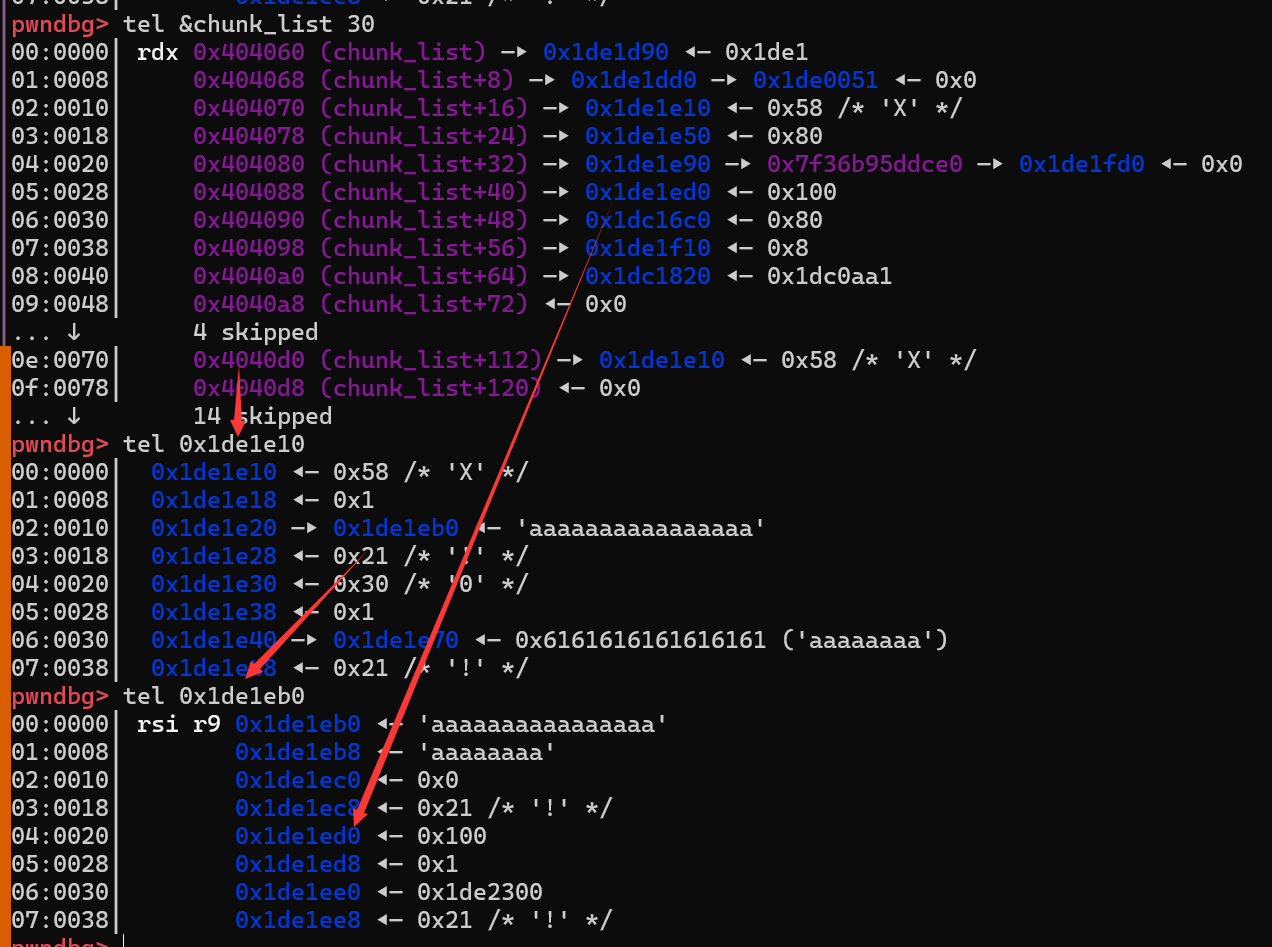 pwndbg> tel &chunk_list 30
00:0000│ rdx 0x404060 (chunk_list) —▸ 0x1de1d90 ◂— 0x1de1
01:0008│     0x404068 (chunk_list+8) —▸ 0x1de1dd0 —▸ 0x1de0051 ◂— 0x0
02:0010│     0x404070 (chunk_list+16) —▸ 0x1de1e10 ◂— 0x58 /* 'X' */
03:0018│     0x404078 (chunk_list+24) —▸ 0x1de1e50 ◂— 0x80
04:0020│     0x404080 (chunk_list+32) —▸ 0x1de1e90 —▸ 0x7f36b95ddce0 —▸ 0x1de1fd0 ◂— 0x0
05:0028│     0x404088 (chunk_list+40) —▸ 0x1de1ed0 ◂— 0x100
06:0030│     0x404090 (chunk_list+48) —▸ 0x1dc16c0 ◂— 0x80
07:0038│     0x404098 (chunk_list+56) —▸ 0x1de1f10 ◂— 0x8
08:0040│     0x4040a0 (chunk_list+64) —▸ 0x1dc1820 ◂— 0x1dc0aa1
09:0048│     0x4040a8 (chunk_list+72) ◂— 0x0
... ↓        4 skipped
0e:0070│     0x4040d0 (chunk_list+112) —▸ 0x1de1e10 ◂— 0x58 /* 'X' */
0f:0078│     0x4040d8 (chunk_list+120) ◂— 0x0
... ↓        14 skipped
pwndbg> tel 0x1de1e10
00:0000│  0x1de1e10 ◂— 0x58 /* 'X' */
01:0008│  0x1de1e18 ◂— 0x1
02:0010│  0x1de1e20 —▸ 0x1de1eb0 ◂— 'aaaaaaaaaaaaaaaa'
03:0018│  0x1de1e28 ◂— 0x21 /* '!' */
04:0020│  0x1de1e30 ◂— 0x30 /* '0' */
05:0028│  0x1de1e38 ◂— 0x1
06:0030│  0x1de1e40 —▸ 0x1de1e70 ◂— 0x6161616161616161 ('aaaaaaaa')
07:0038│  0x1de1e48 ◂— 0x21 /* '!' */
pwndbg> tel 0x1de1eb0
00:0000│ rsi r9 0x1de1eb0 ◂— 'aaaaaaaaaaaaaaaa'
01:0008│        0x1de1eb8 ◂— 'aaaaaaaa'
02:0010│        0x1de1ec0 ◂— 0x0
03:0018│        0x1de1ec8 ◂— 0x21 /* '!' */
04:0020│        0x1de1ed0 ◂— 0x100
05:0028│        0x1de1ed8 ◂— 0x1
06:0030│        0x1de1ee0 ◂— 0x1de2300
07:0038│        0x1de1ee8 ◂— 0x21 /* '!' */
pwndbg>